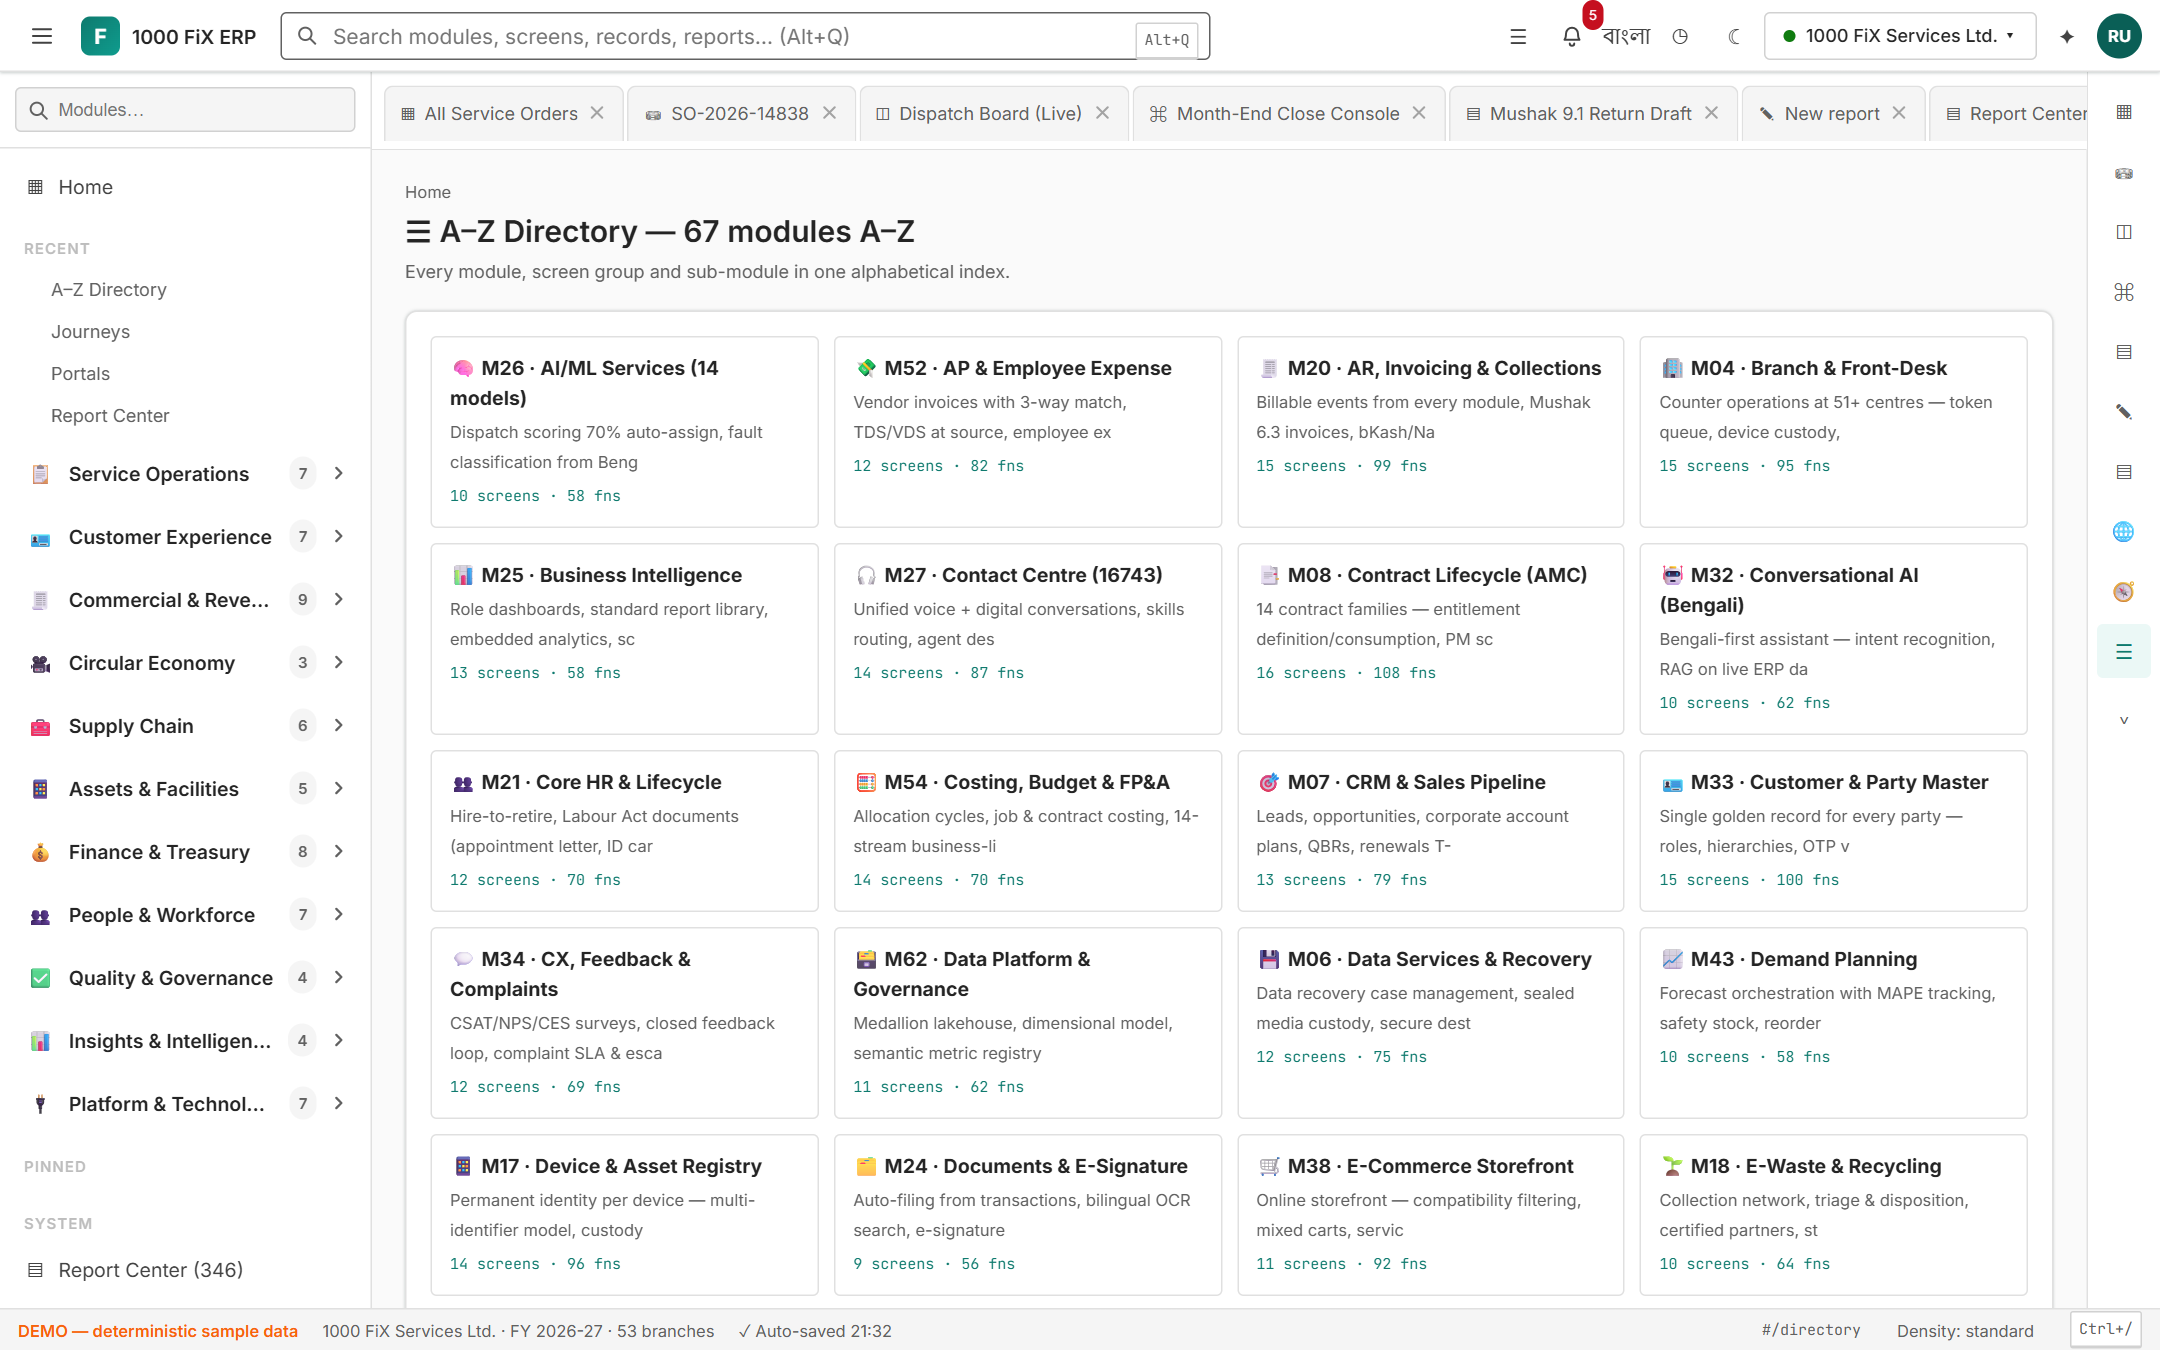 F 1000 FiX ERP
Search modules, screens, records, reports... (Alt+Q) Alt+Q
5
বাংলা
1000 FiX Services Ltd.
RU
Modules...
Home
RECENT
A–Z Directory
Journeys
Portals
Report Center
Service Operations 7
Customer Experience 7
Commercial & Reve... 9
Circular Economy 3
Supply Chain 6
Assets & Facilities 5
Finance & Treasury 8
People & Workforce 7
Quality & Governance 4
Insights & Intelligen... 4
Platform & Technol... 7
PINNED
SYSTEM
Report Center (346)
All Service Orders
SO-2026-14838
Dispatch Board (Live)
Month-End Close Console
Mushak 9.1 Return Draft
New report
Report Center
Home
A–Z Directory — 67 modules A–Z
Every module, screen group and sub-module in one alphabetical index.
M26 · AI/ML Services (14
models)
Dispatch scoring 70% auto-assign, fault
classification from Beng
10 screens · 58 fns
M52 · AP & Employee Expense
Vendor invoices with 3-way match,
TDS/VDS at source, employee ex
12 screens · 82 fns
M20 · AR, Invoicing & Collections
Billable events from every module, Mushak
6.3 invoices, bKash/Na
15 screens · 99 fns
M04 · Branch & Front-Desk
Counter operations at 51+ centres — token
queue, device custody,
15 screens · 95 fns
M25 · Business Intelligence
Role dashboards, standard report library,
embedded analytics, sc
13 screens · 58 fns
M27 · Contact Centre (16743)
Unified voice + digital conversations, skills
routing, agent des
14 screens · 87 fns
M08 · Contract Lifecycle (AMC)
14 contract families — entitlement
definition/consumption, PM sc
16 screens · 108 fns
M32 · Conversational AI
(Bengali)
Bengali-first assistant — intent recognition,
RAG on live ERP da
10 screens · 62 fns
M21 · Core HR & Lifecycle
Hire-to-retire, Labour Act documents
(appointment letter, ID car
12 screens · 70 fns
M54 · Costing, Budget & FP&A
Allocation cycles, job & contract costing, 14-
stream business-li
14 screens · 70 fns
M07 · CRM & Sales Pipeline
Leads, opportunities, corporate account
plans, QBRs, renewals T-
13 screens · 79 fns
M33 · Customer & Party Master
Single golden record for every party —
roles, hierarchies, OTP v
15 screens · 100 fns
M34 · CX, Feedback &
Complaints
CSAT/NPS/CES surveys, closed feedback
loop, complaint SLA & esca
12 screens · 69 fns
M62 · Data Platform &
Governance
Medallion lakehouse, dimensional model,
semantic metric registry
11 screens · 62 fns
M06 · Data Services & Recovery
Data recovery case management, sealed
media custody, secure dest
12 screens · 75 fns
M43 · Demand Planning
Forecast orchestration with MAPE tracking,
safety stock, reorder
10 screens · 58 fns
M17 · Device & Asset Registry
Permanent identity per device — multi-
identifier model, custody
14 screens · 96 fns
M24 · Documents & E-Signature
Auto-filing from transactions, bilingual OCR
search, e-signature
9 screens · 56 fns
M38 · E-Commerce Storefront
Online storefront — compatibility filtering,
mixed carts, servic
11 screens · 92 fns
M18 · E-Waste & Recycling
Collection network, triage & disposition,
certified partners, st
10 screens · 64 fns
DEMO — deterministic sample data
1000 FiX Services Ltd. · FY 2026-27 · 53 branches
✓ Auto-saved 21:32
#/directory
Density: standard
Ctrl+/